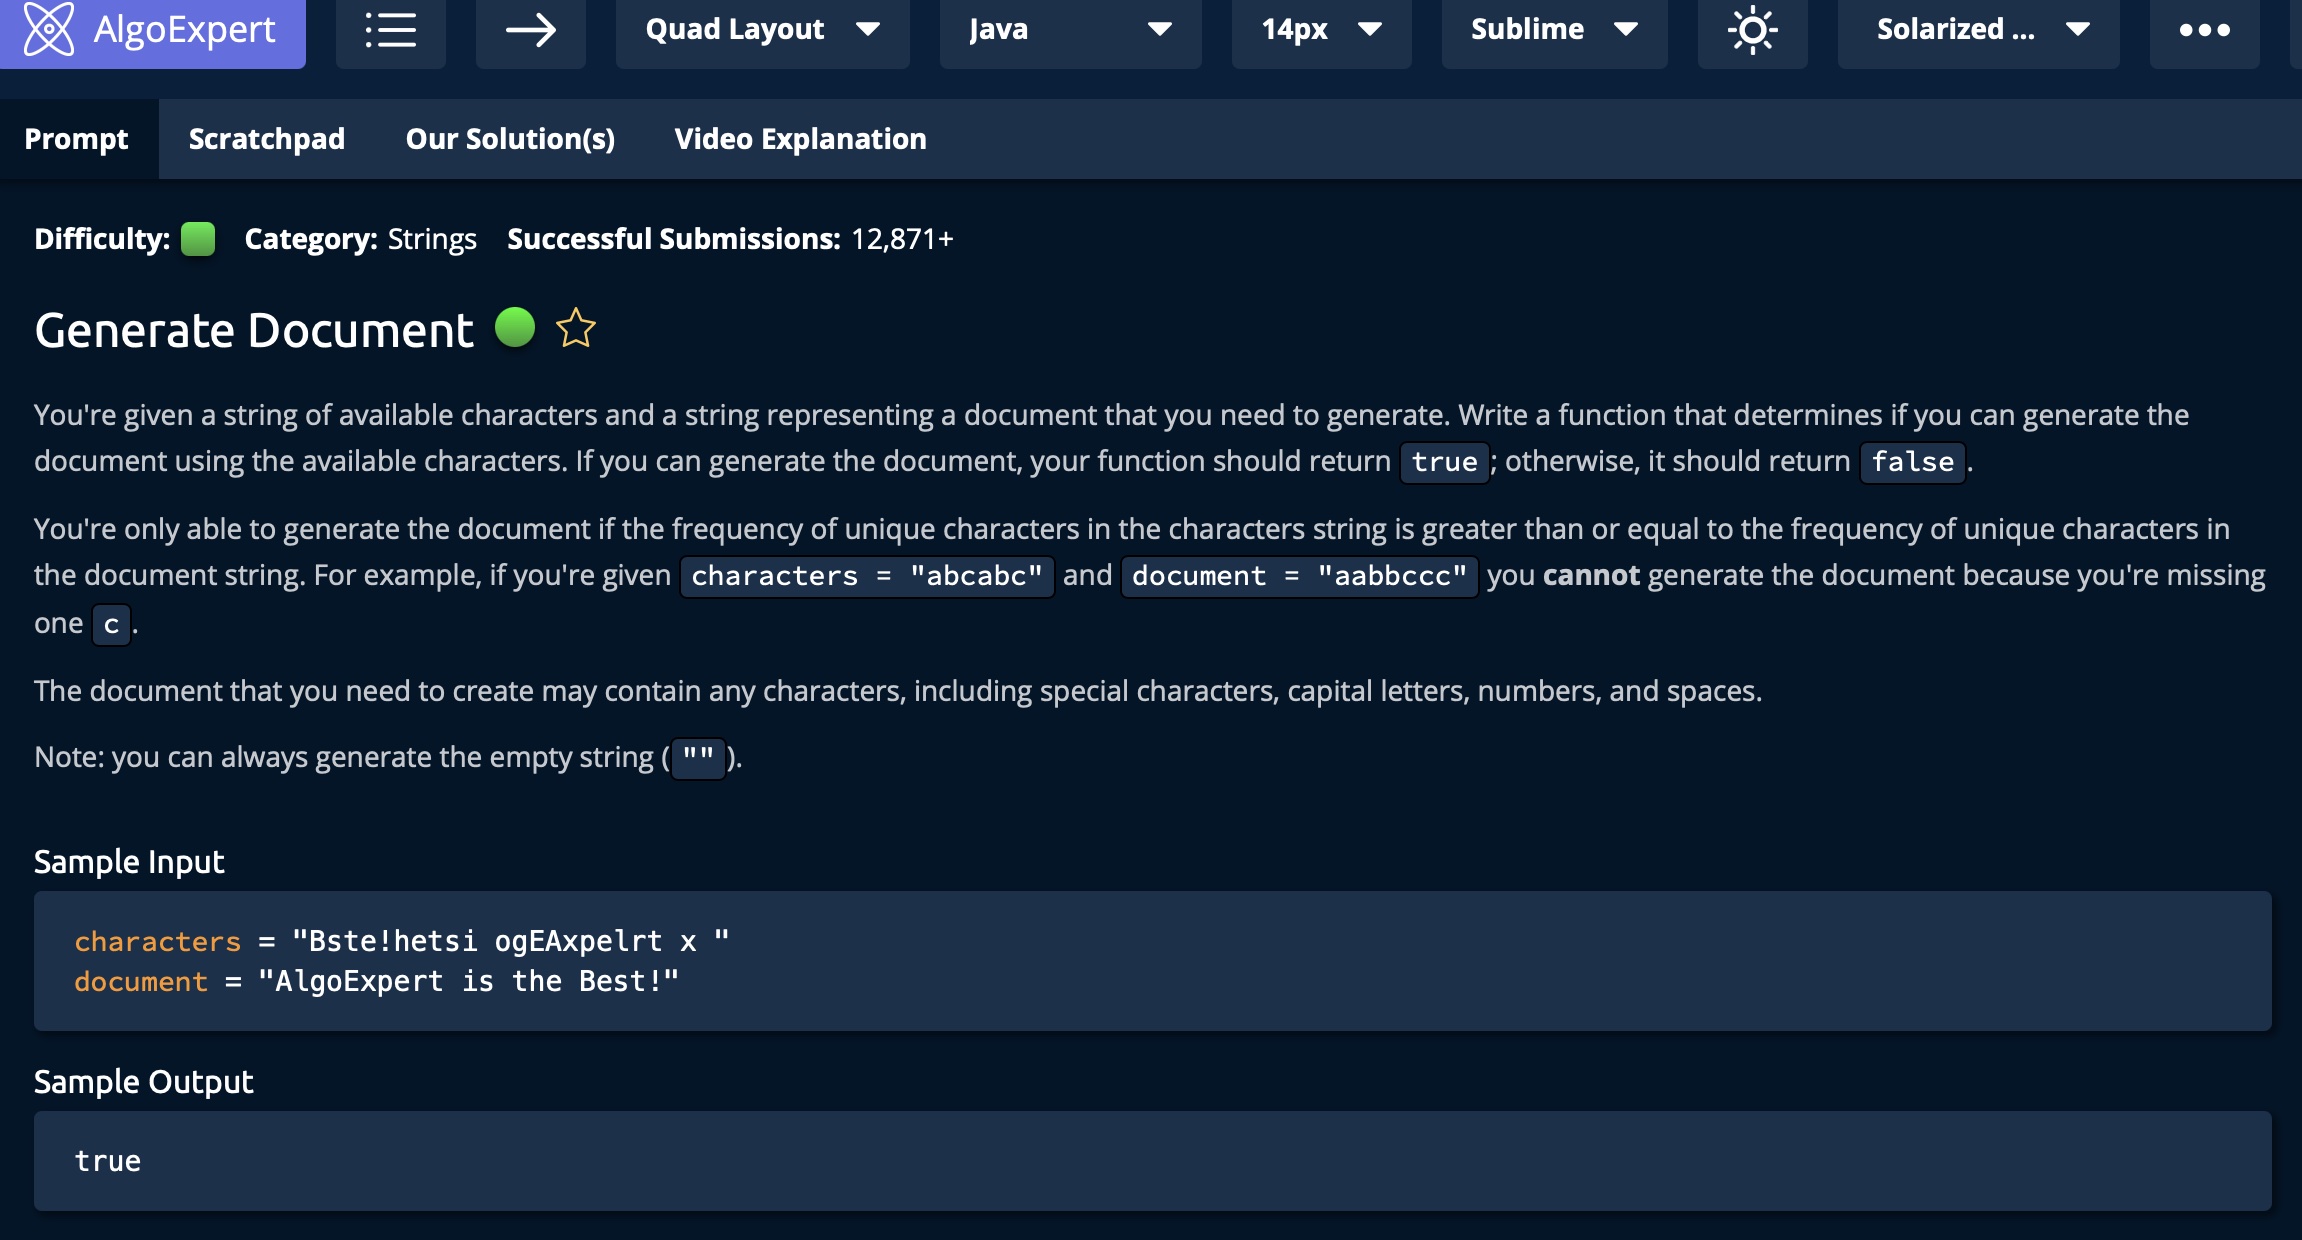 AlgoExpert Quad Layout Java 14px Sublime Solarized ...
Prompt Scratchpad Our Solution(s) Video Explanation
Difficulty: Category: Strings Successful Submissions: 12,871+
Generate Document
You're given a string of available characters and a string representing a document that you need to generate. Write a function that determines if you can generate the
document using the available characters. If you can generate the document, your function should return true; otherwise, it should return false.
You're only able to generate the document if the frequency of unique characters in the characters string is greater than or equal to the frequency of unique characters in
the document string. For example, if you're given characters = "abcabc" and document = "aabbccc" you cannot generate the document because you're missing
one c.
The document that you need to create may contain any characters, including special characters, capital letters, numbers, and spaces.
Note: you can always generate the empty string ("").
Sample Input
characters = "Bste!hetsi ogEAxpelrt x "
document = "AlgoExpert is the Best!"
Sample Output
true